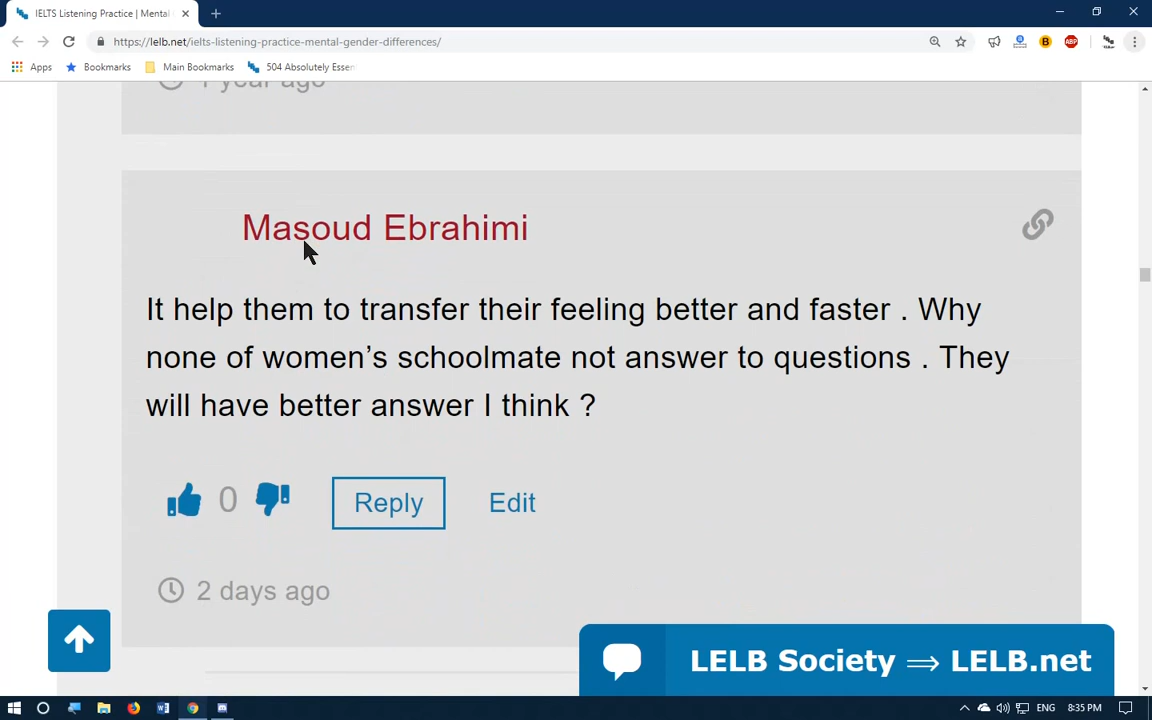 IELTS Listening Practice | Mental
https://lelb.net/ielts-listening-practice-mental-gender-differences/
Apps Bookmarks Main Bookmarks 504 Absolutely Essen
1 year ago
Masoud Ebrahimi
It help them to transfer their feeling better and faster . Why
none of women’s schoolmate not answer to questions . They
will have better answer I think ?
0 Reply Edit
2 days ago
LELB Society ⟹ LELB.net
ENG 8:35 PM